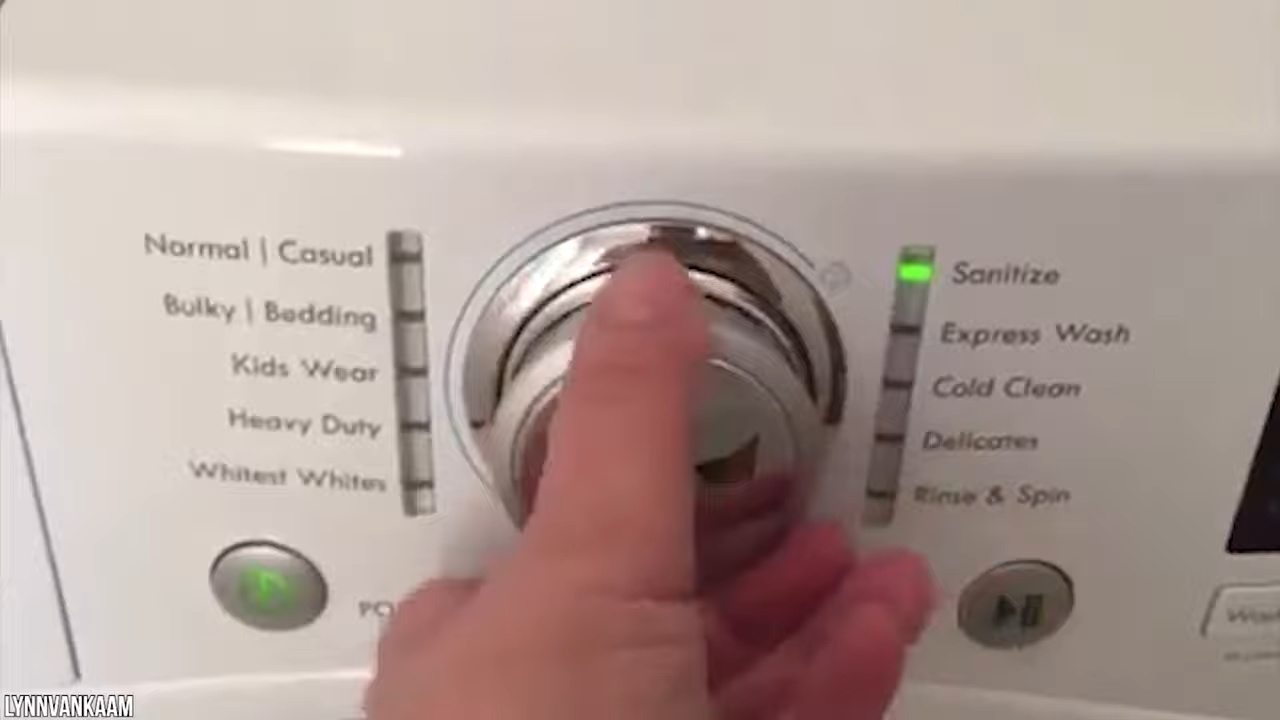 Normal | Casual
Bulky | Bedding
Kids Wear
Heavy Duty
Whitest Whites
Sanitize
Express Wash
Cold Clean
Delicates
Rinse & Spin
LYNNVANKAAM